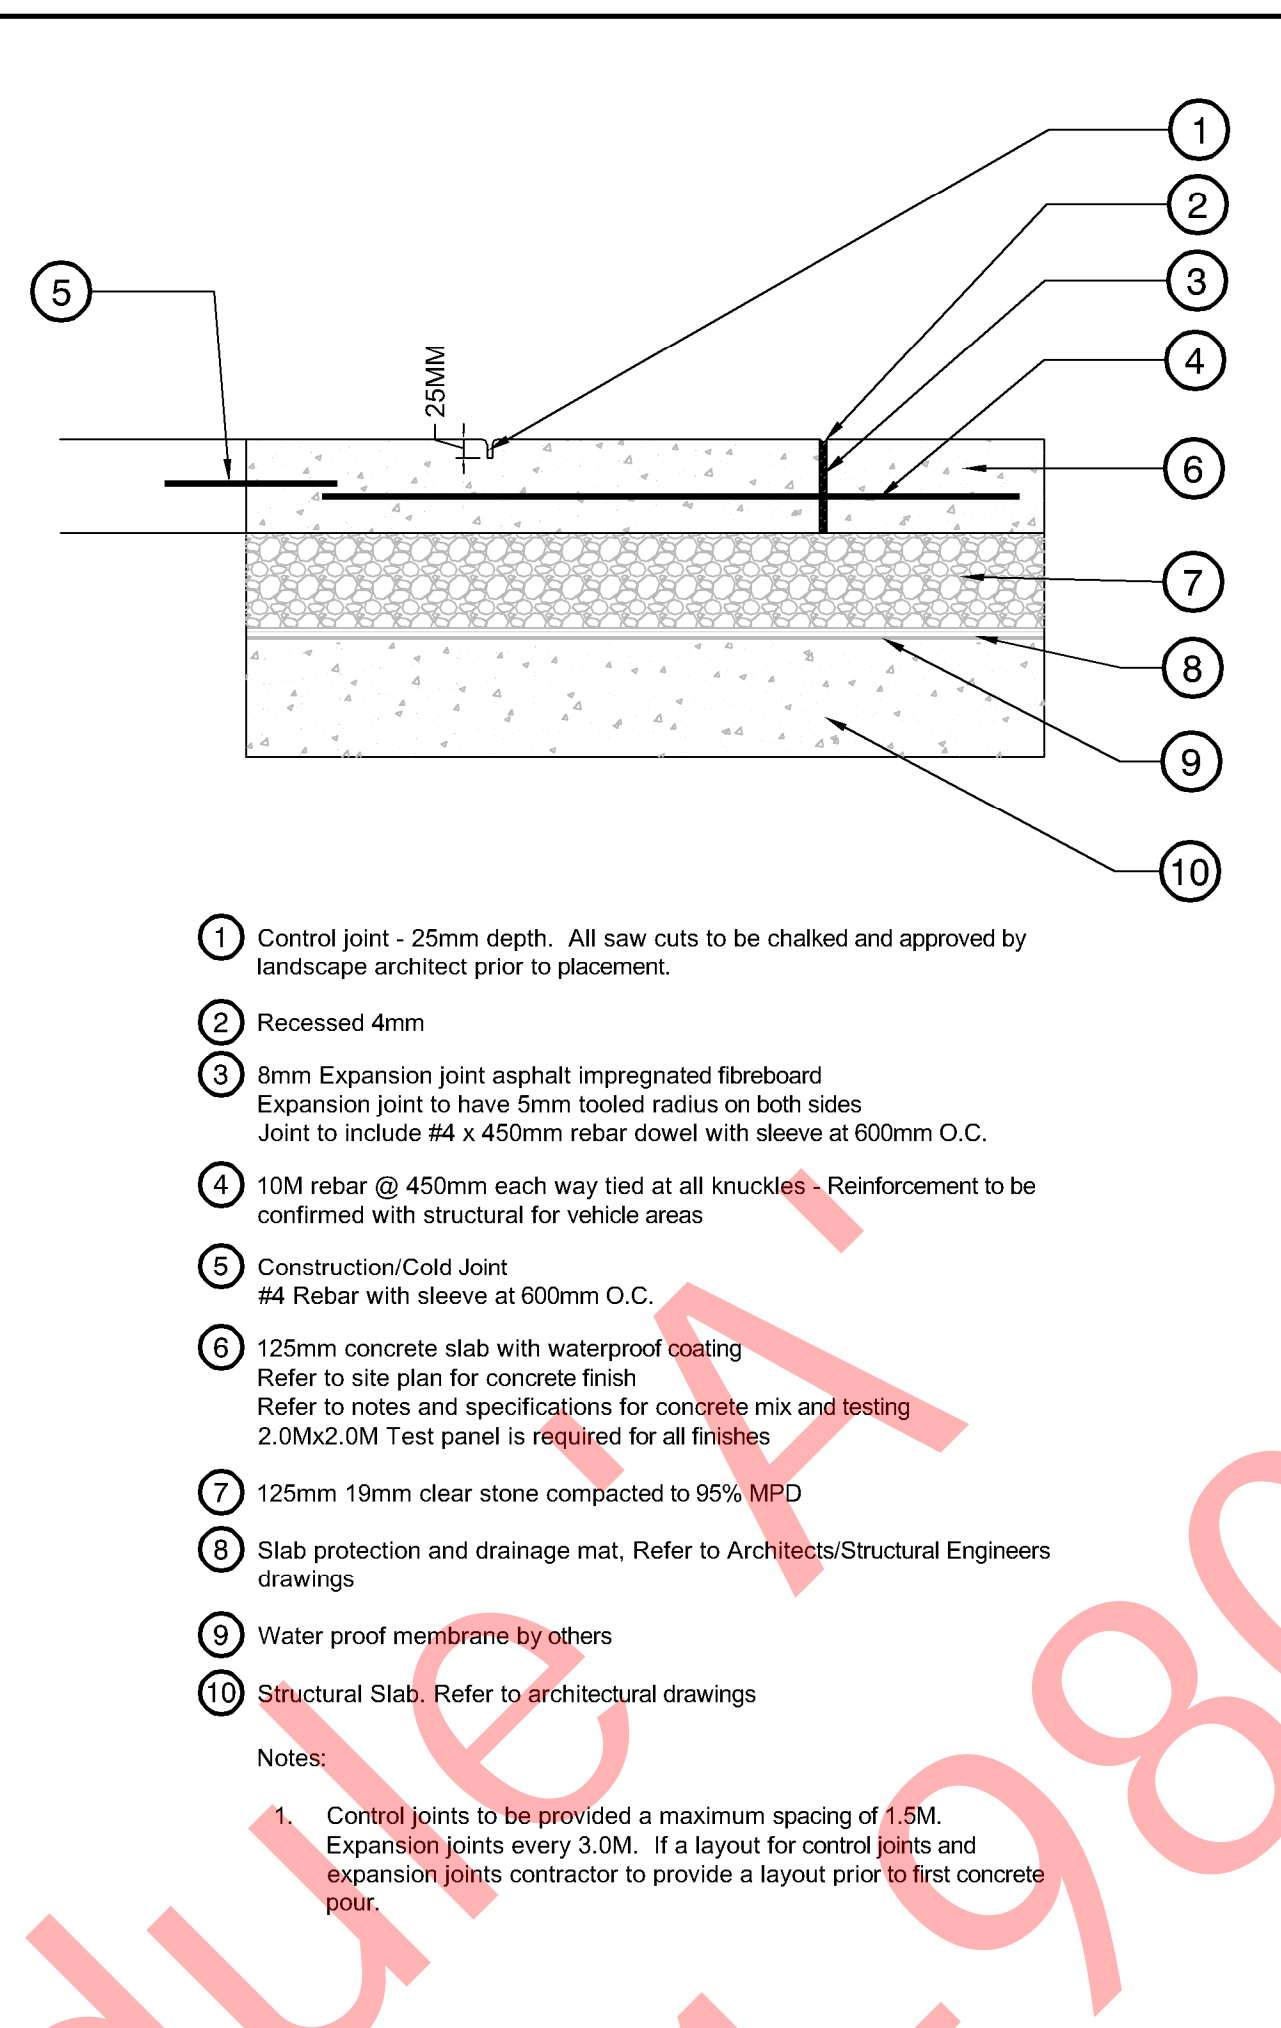 1
2
3
4
5
25MM
6
7
8
9
10
1 Control joint - 25mm depth.  All saw cuts to be chalked and approved by
landscape architect prior to placement.
2 Recessed 4mm
3 8mm Expansion joint asphalt impregnated fibreboard
Expansion joint to have 5mm tooled radius on both sides
Joint to include #4 x 450mm rebar dowel with sleeve at 600mm O.C.
4 10M rebar @ 450mm each way tied at all knuckles - Reinforcement to be
confirmed with structural for vehicle areas
5 Construction/Cold Joint
#4 Rebar with sleeve at 600mm O.C.
6 125mm concrete slab with waterproof coating
Refer to site plan for concrete finish
Refer to notes and specifications for concrete mix and testing
2.0Mx2.0M Test panel is required for all finishes
7 125mm 19mm clear stone compacted to 95% MPD
8 Slab protection and drainage mat, Refer to Architects/Structural Engineers
drawings
9 Water proof membrane by others
10 Structural Slab. Refer to architectural drawings
Notes:
1. Control joints to be provided a maximum spacing of 1.5M.
Expansion joints every 3.0M.  If a layout for control joints and
expansion joints contractor to provide a layout prior to first concrete
pour.
'A'